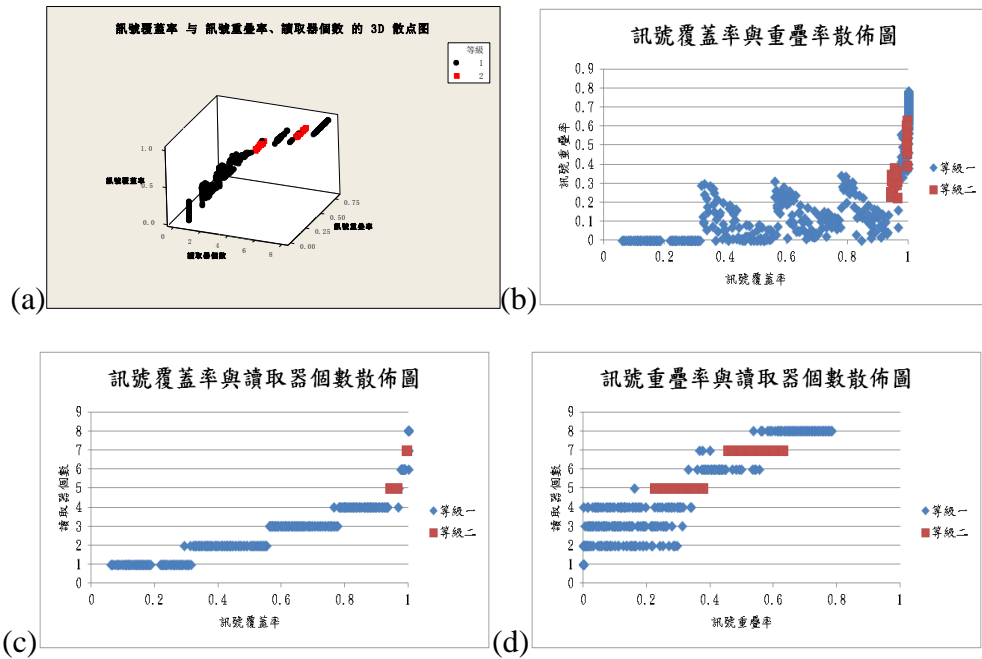 訊號覆蓋率 与 訊號重疊率、讀取器個數 的 3D 散点图
等級
1
2
1.0
訊號覆蓋率
0.5
0.0
0
2
4
6
8
讀取器個數
0.00
0.25
0.50
0.75
訊號重疊率
(a)
訊號覆蓋率與重疊率散佈圖
0.9
0.8
0.7
0.6
0.5
0.4
0.3
0.2
0.1
0
訊號重疊率
0 0.2 0.4 0.6 0.8 1
訊號覆蓋率
等級一
等級二
(b)
訊號覆蓋率與讀取器個數散佈圖
9
8
7
6
5
4
3
2
1
0
讀取器個數
0 0.2 0.4 0.6 0.8 1
訊號覆蓋率
等級一
等級二
(c)
訊號重疊率與讀取器個數散佈圖
9
8
7
6
5
4
3
2
1
0
讀取器個數
0 0.2 0.4 0.6 0.8 1
訊號重疊率
等級一
等級二
(d)